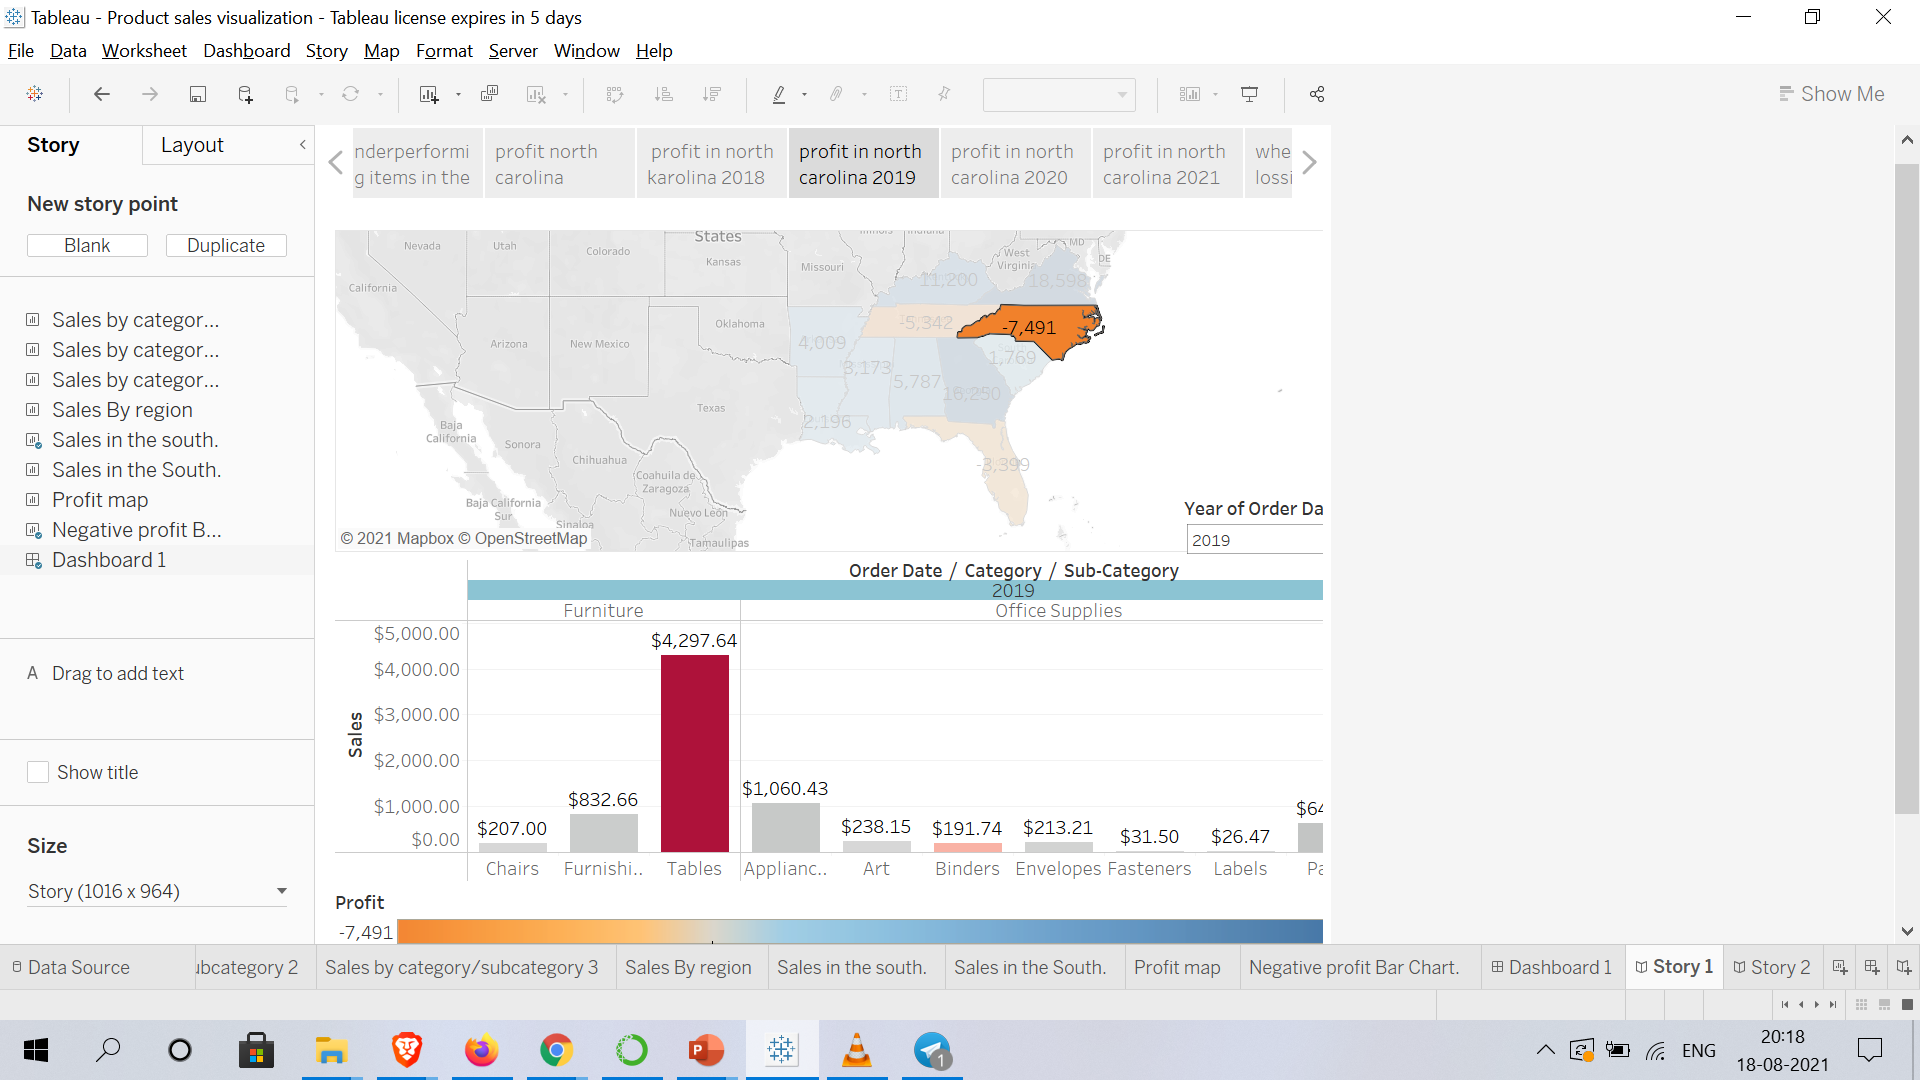 Tableau - Product sales visualization - Tableau license expires in 5 days
File Data Worksheet Dashboard Story Map Format Server Window Help
Show Me
Story
Layout
New story point
Blank
Duplicate
Sales by categor...
Sales by categor...
Sales by categor...
Sales By region
Sales in the south.
Sales in the South.
Profit map
Negative profit B...
Dashboard 1
A Drag to add text
Show title
Size
Story (1016 x 964)
nderperformi
g items in the
profit north
carolina
profit in north
karolina 2018
profit in north
carolina 2019
profit in north
carolina 2020
profit in north
carolina 2021
whe
lossi
States
Nevada
Utah
Colorado
Kansas
Missouri
West
Virginia
MD
DE
California
Arizona
New Mexico
Oklahoma
Texas
11,200
18,598
-5,342
-7,491
4,009
3,173
5,787
1,769
16,250
2,196
-3,399
Baja
California
Sonora
Chihuahua
Coahuila de
Zaragoza
Baja California
Sur
Sinaloa
Nuevo León
Tamaulipas
© 2021 Mapbox © OpenStreetMap
Year of Order Da
2019
Order Date / Category / Sub-Category
2019
Furniture
Office Supplies
Sales
$5,000.00
$4,000.00
$3,000.00
$2,000.00
$1,000.00
$0.00
$207.00
$832.66
$4,297.64
$1,060.43
$238.15
$191.74
$213.21
$31.50
$26.47
$64
Chairs
Furnishi..
Tables
Applianc..
Art
Binders
Envelopes
Fasteners
Labels
Pa
Profit
-7,491
Data Source
ubcategory 2
Sales by category/subcategory 3
Sales By region
Sales in the south.
Sales in the South.
Profit map
Negative profit Bar Chart.
Dashboard 1
Story 1
Story 2
1
ENG
20:18
18-08-2021